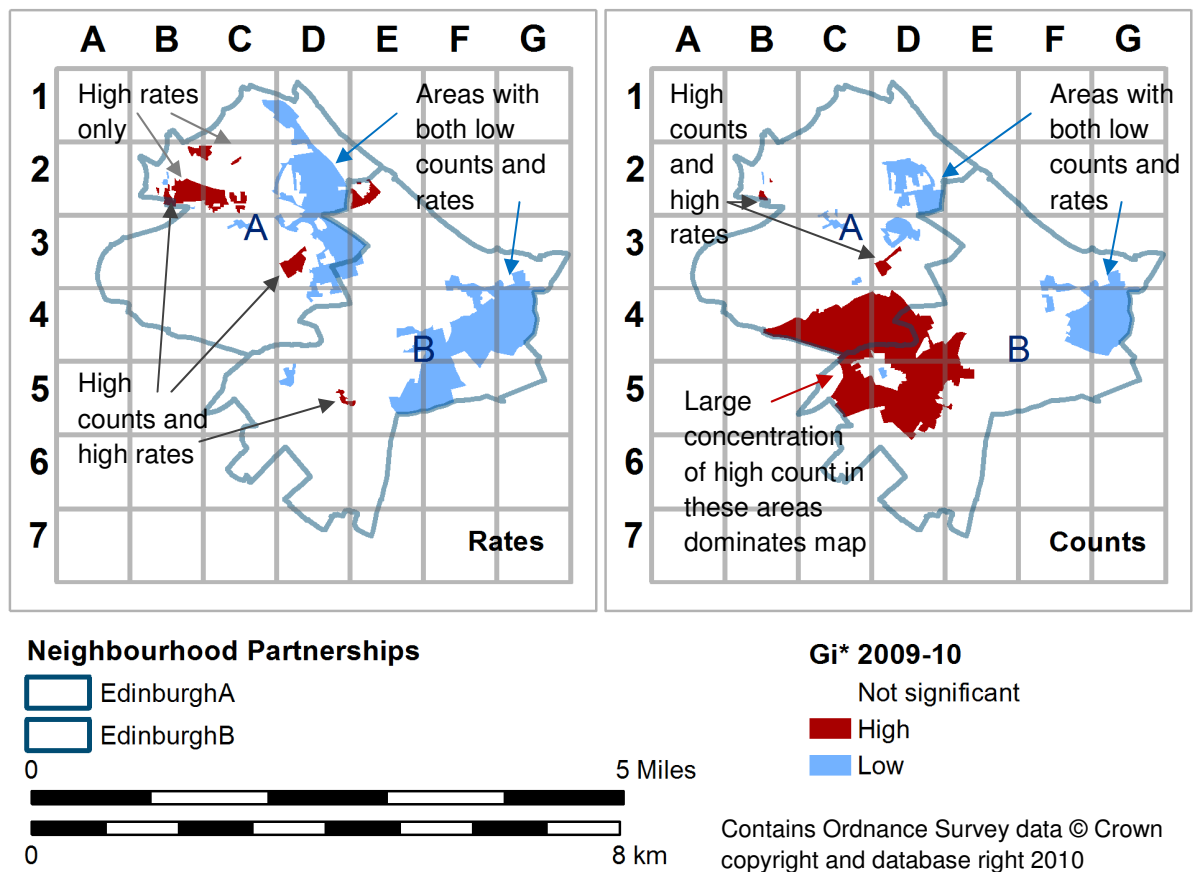 A B C D E F G
1
2
3
4
5
6
7
High rates
only
Areas with
both low
counts and
rates
A
B
High
counts and
high rates
Rates
A B C D E F G
1
2
3
4
5
6
7
High
counts
and
high
rates
Areas with
both low
counts and
rates
A
B
Large
concentration
of high count in
these areas
dominates map
Counts
Neighbourhood Partnerships
EdinburghA
EdinburghB
0 5 Miles
0 8 km
Gi* 2009-10
Not significant
High
Low
Contains Ordnance Survey data © Crown
copyright and database right 2010